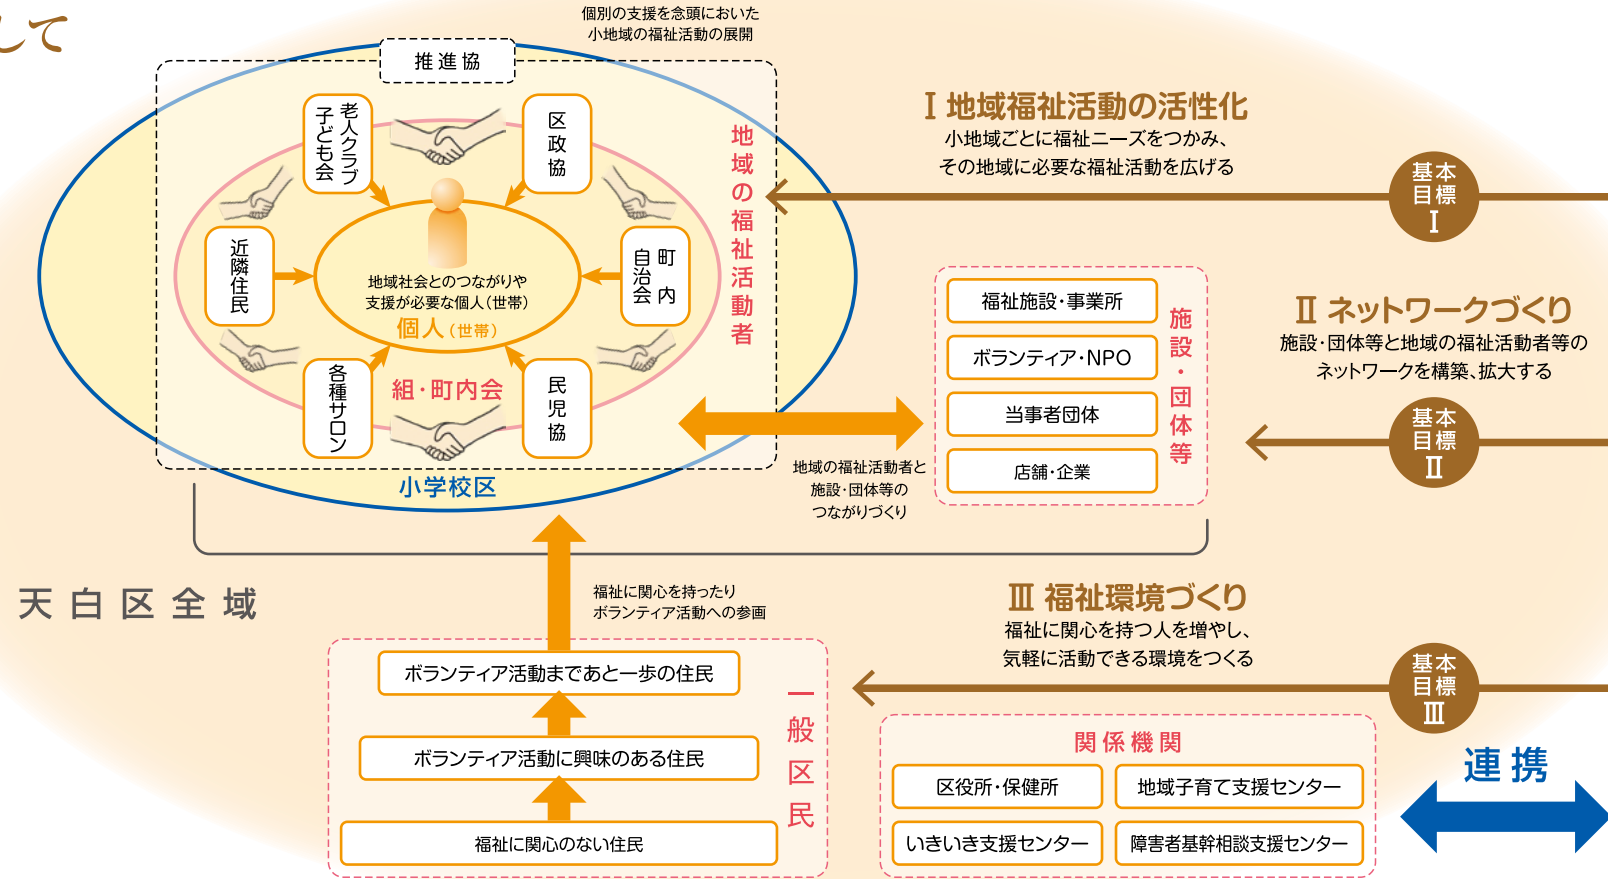 して
個別の支援を念頭においた
小地域の福祉活動の展開
推進協
老人クラブ
子ども会
区政協
近隣住民
町内
自治会
各種サロン
民児協
地域社会とのつながりや
支援が必要な個人(世帯)
個人(世帯)
組・町内会
地域の福祉活動者
小学校区
Ⅰ 地域福祉活動の活性化
小地域ごとに福祉ニーズをつかみ、
その地域に必要な福祉活動を広げる
基本
目標
Ⅰ
福祉施設・事業所
ボランティア・NPO
当事者団体
店舗・企業
施設・団体等
地域の福祉活動者と
施設・団体等の
つながりづくり
Ⅱ ネットワークづくり
施設・団体等と地域の福祉活動者等の
ネットワークを構築、拡大する
基本
目標
Ⅱ
天白区全域
福祉に関心を持ったり
ボランティア活動への参画
ボランティア活動まであと一歩の住民
ボランティア活動に興味のある住民
福祉に関心のない住民
一般区民
Ⅲ 福祉環境づくり
福祉に関心を持つ人を増やし、
気軽に活動できる環境をつくる
基本
目標
Ⅲ
関係機関
区役所・保健所
地域子育て支援センター
いきいき支援センター
障害者基幹相談支援センター
連携